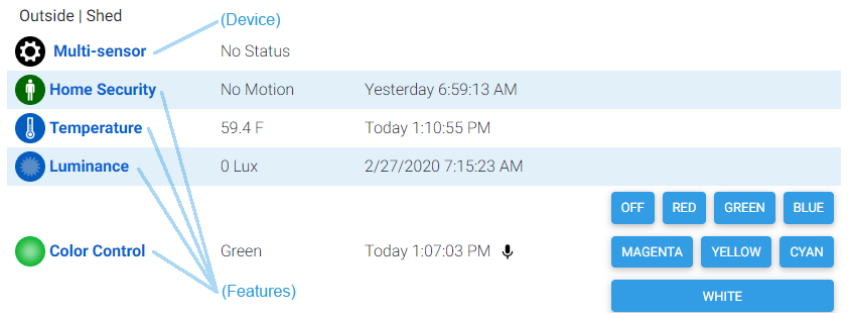 Outside | Shed
(Device)
Multi-sensor No Status
Home Security No Motion Yesterday 6:59:13 AM
Temperature 59.4 F Today 1:10:55 PM
Luminance 0 Lux 2/27/2020 7:15:23 AM
OFF RED GREEN BLUE
Color Control Green Today 1:07:03 PM MAGENTA YELLOW CYAN
(Features)
WHITE